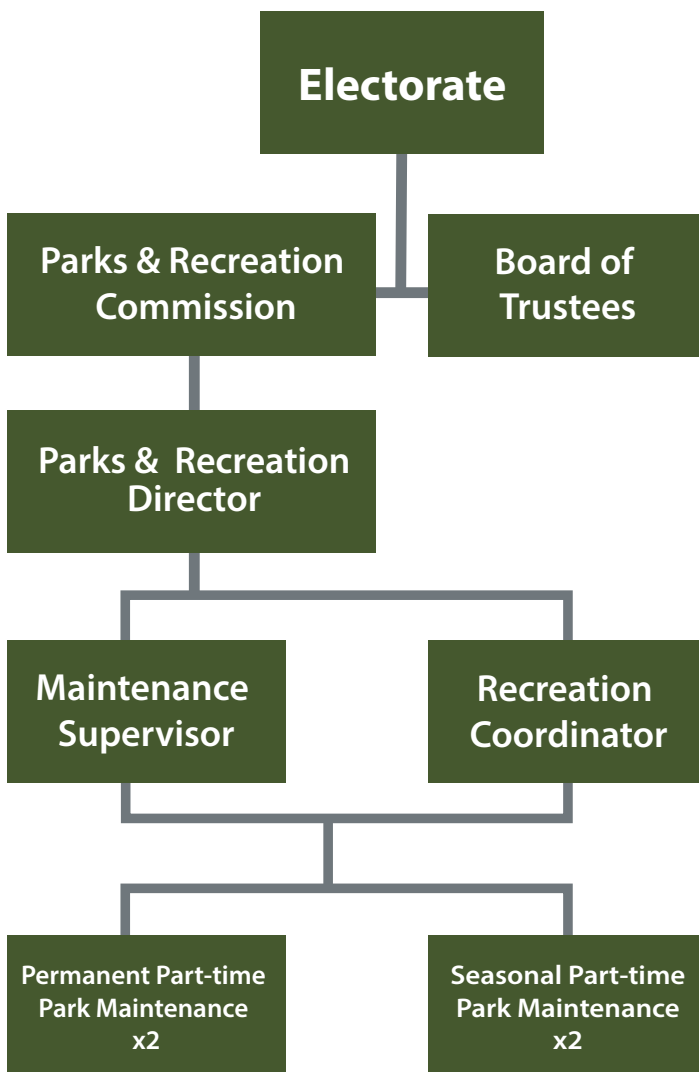 Electorate
Parks & Recreation
Commission
Board of
Trustees
Parks & Recreation
Director
Maintenance
Supervisor
Recreation
Coordinator
Permanent Part-time
Park Maintenance
x2
Seasonal Part-time
Park Maintenance
x2